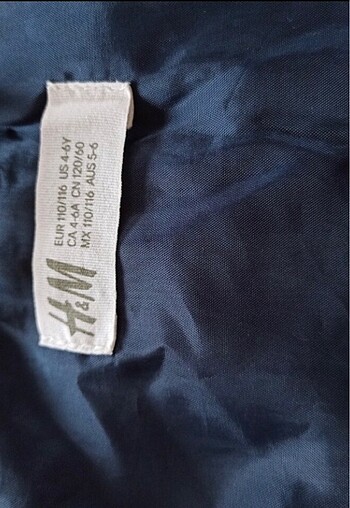 H&M
EUR 110/116 US 4-6Y
CA 4-6A CN 120/60
MX 110/116 AUS 5-6